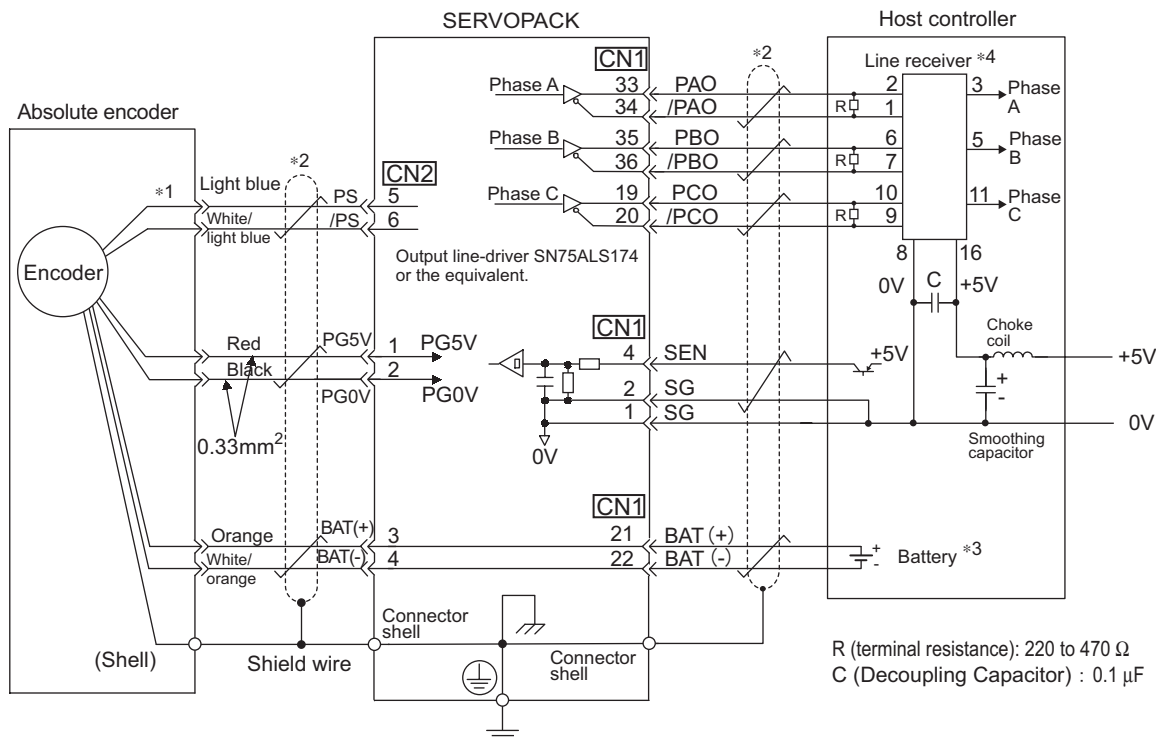 SERVOPACK
Host controller
Absolute encoder
*1
Encoder
Light blue
White/
light blue
*2
PS
/PS
CN2
5
6
Red
Black
0.33mm²
PG5V
PG0V
1
2
PG5V
PG0V
Orange
White/
orange
BAT(+)
BAT(-)
3
4
(Shell)
Shield wire
Connector
shell
Connector
shell
Phase A
Phase B
Phase C
Output line-driver SN75ALS174
or the equivalent.
CN1
33
34
35
36
19
20
PAO
/PAO
PBO
/PBO
PCO
/PCO
*2
CN1
4
2
1
SEN
SG
SG
0V
CN1
21
22
BAT (+)
BAT (-)
Line receiver *4
R
R
R
2
1
6
7
10
9
3
5
11
Phase
A
Phase
B
Phase
C
8
16
0V
C
+5V
+5V
Choke
coil
+
-
Smoothing
capacitor
+5V
0V
+
-
Battery *3
R (terminal resistance): 220 to 470 Ω
C (Decoupling Capacitor) : 0.1 μF